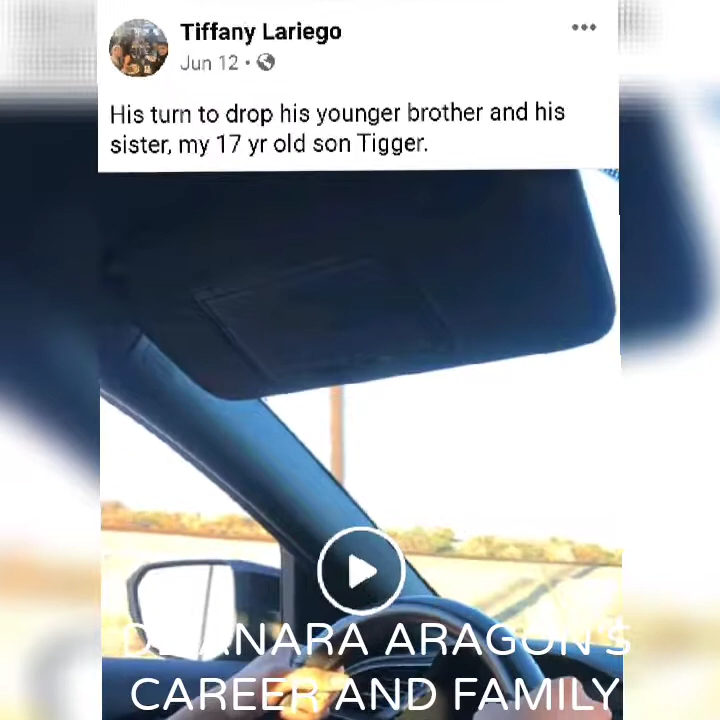 Tiffany Lariego
Jun 12 •
His turn to drop his younger brother and his
sister, my 17 yr old son Tigger.
ARAGON'S
CAREER AND FAMILY